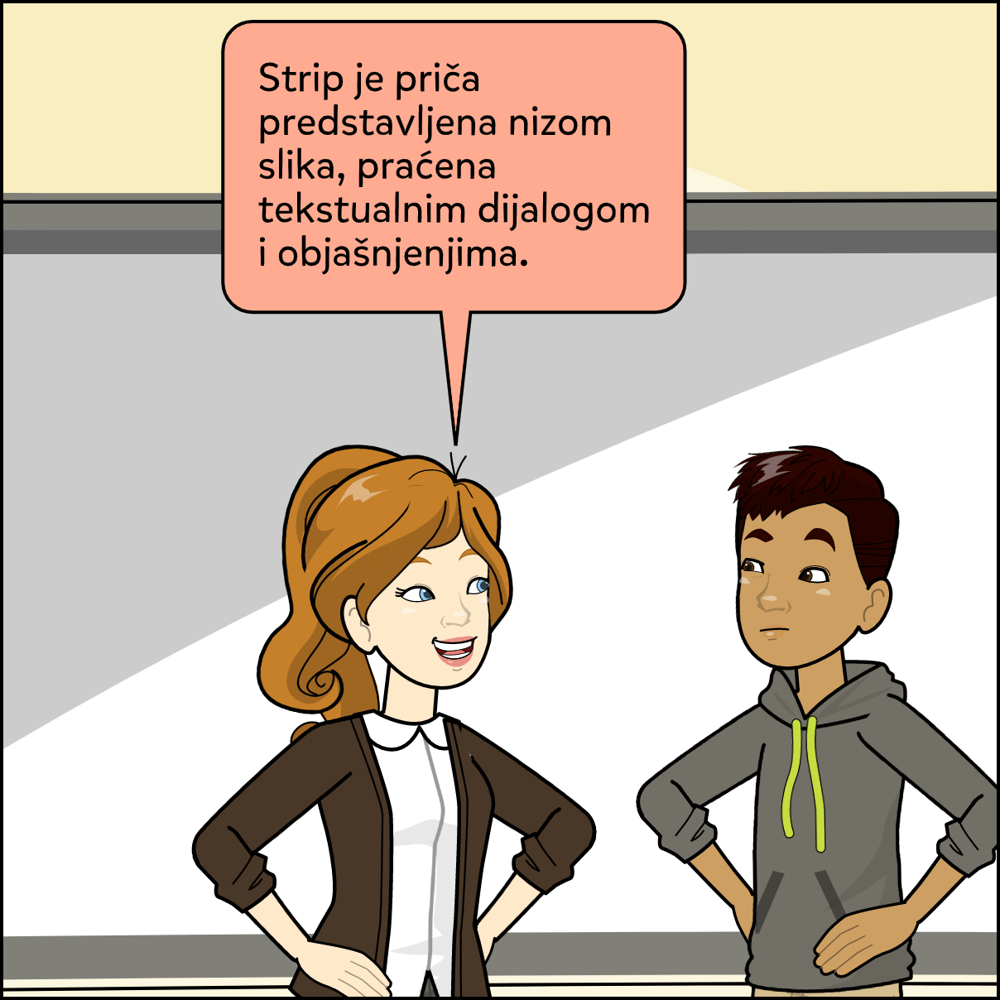 Strip je priča
predstavljena nizom
slika, praćena
tekstualnim dijalogom
i objašnjenjima.